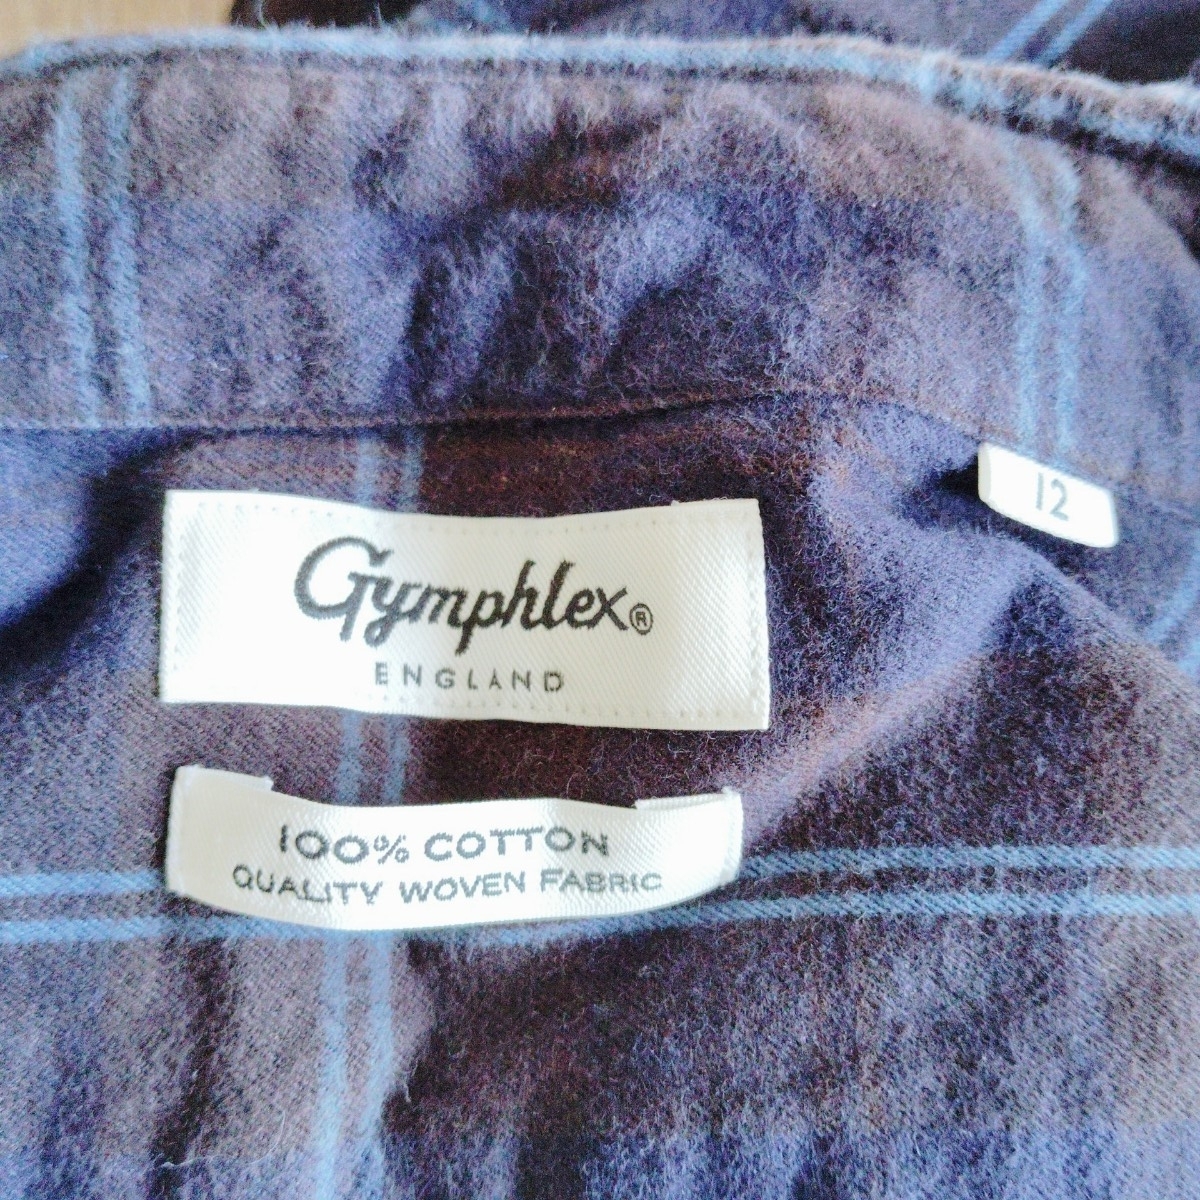 12
Gymphlex®
ENGLAND
100% COTTON
QUALITY WOVEN FABRIC